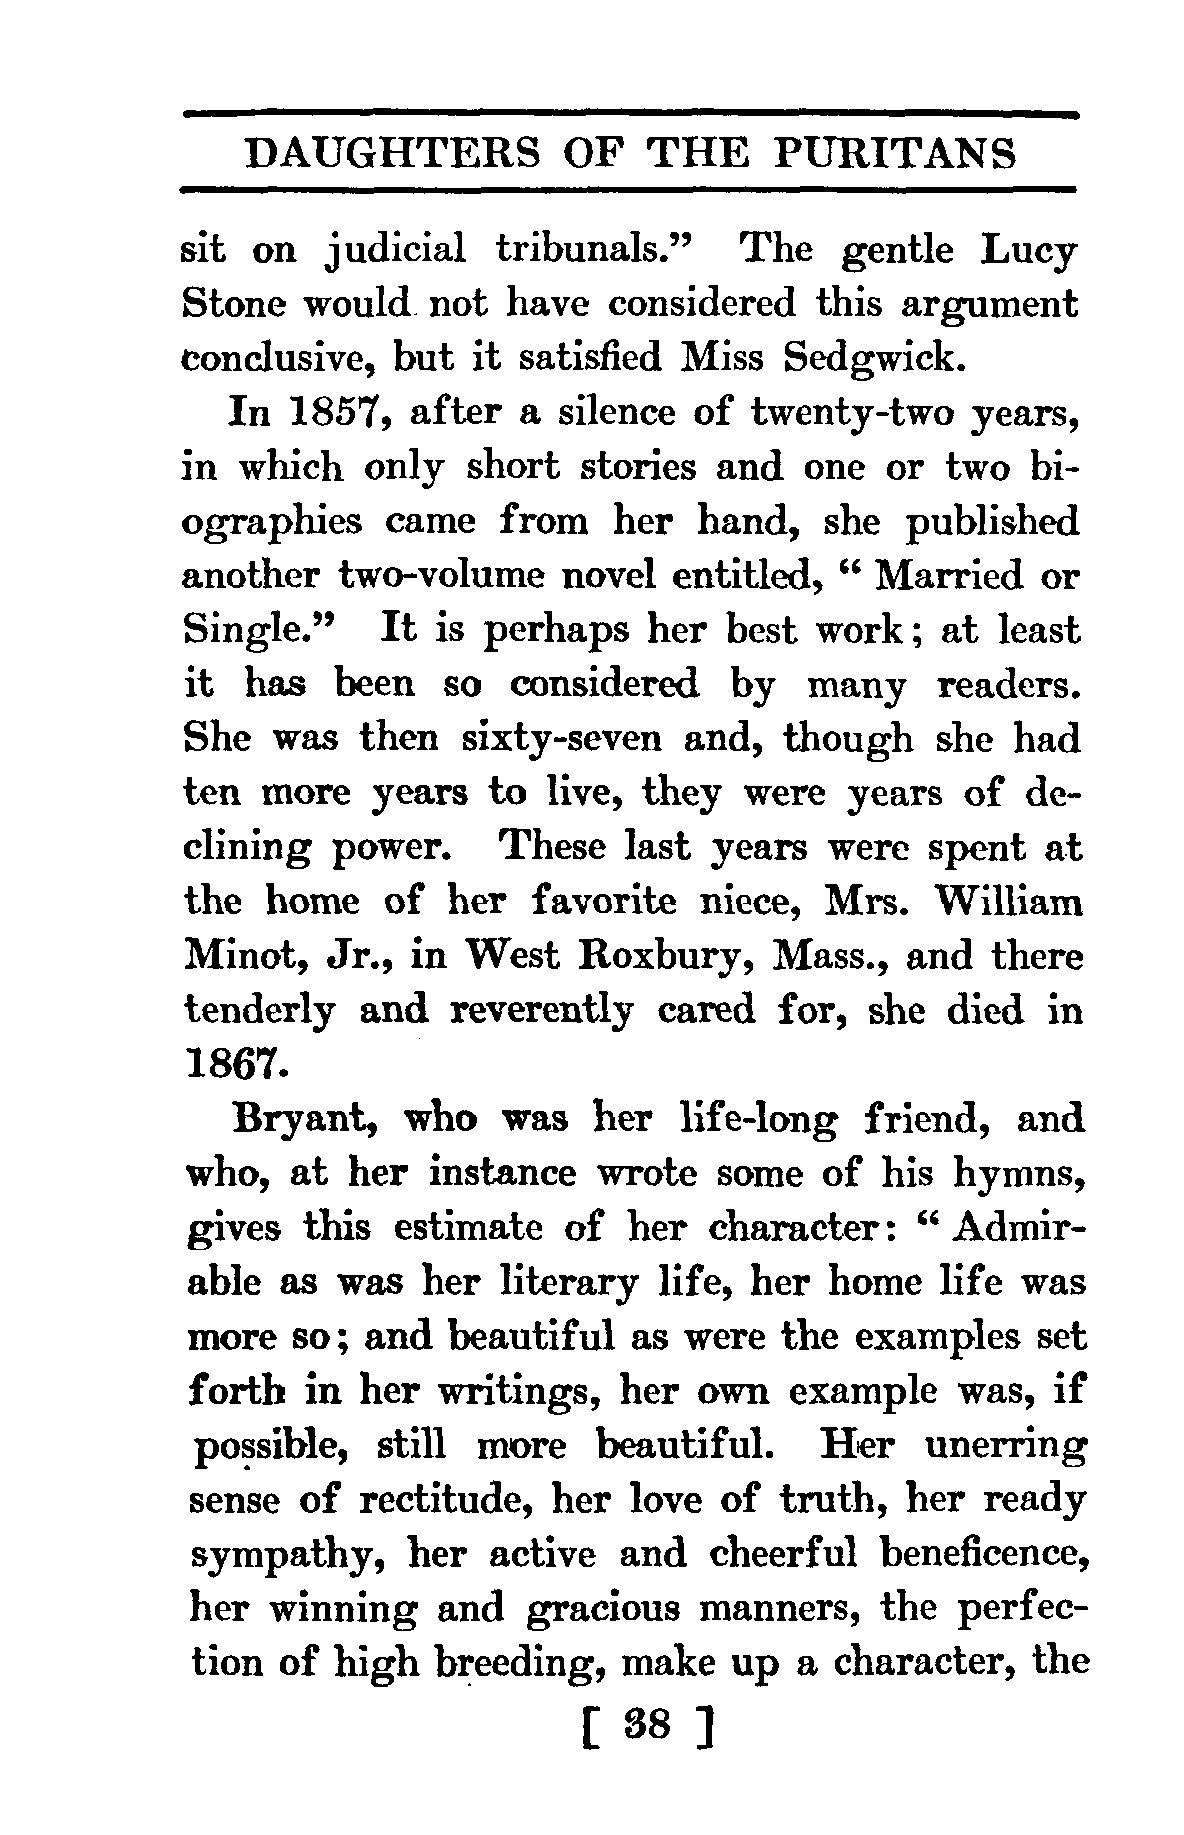 DAUGHTERS OF THE PURITANS
sit on judicial tribunals.” The gentle Lucy
Stone would not have considered this argument
conclusive, but it satisfied Miss Sedgwick.
In 1857, after a silence of twenty-two years,
in which only short stories and one or two bi-
ographies came from her hand, she published
another two-volume novel entitled, “ Married or
Single.” It is perhaps her best work; at least
it has been so considered by many readers.
She was then sixty-seven and, though she had
ten more years to live, they were years of de-
clining power. These last years were spent at
the home of her favorite niece, Mrs. William
Minot, Jr., in West Roxbury, Mass., and there
tenderly and reverently cared for, she died in
1867.
Bryant, who was her life-long friend, and
who, at her instance wrote some of his hymns,
gives this estimate of her character: “ Admir-
able as was her literary life, her home life was
more so; and beautiful as were the examples set
forth in her writings, her own example was, if
possible, still more beautiful. Her unerring
sense of rectitude, her love of truth, her ready
sympathy, her active and cheerful beneficence,
her winning and gracious manners, the perfec-
tion of high breeding, make up a character, the
[ 38 ]